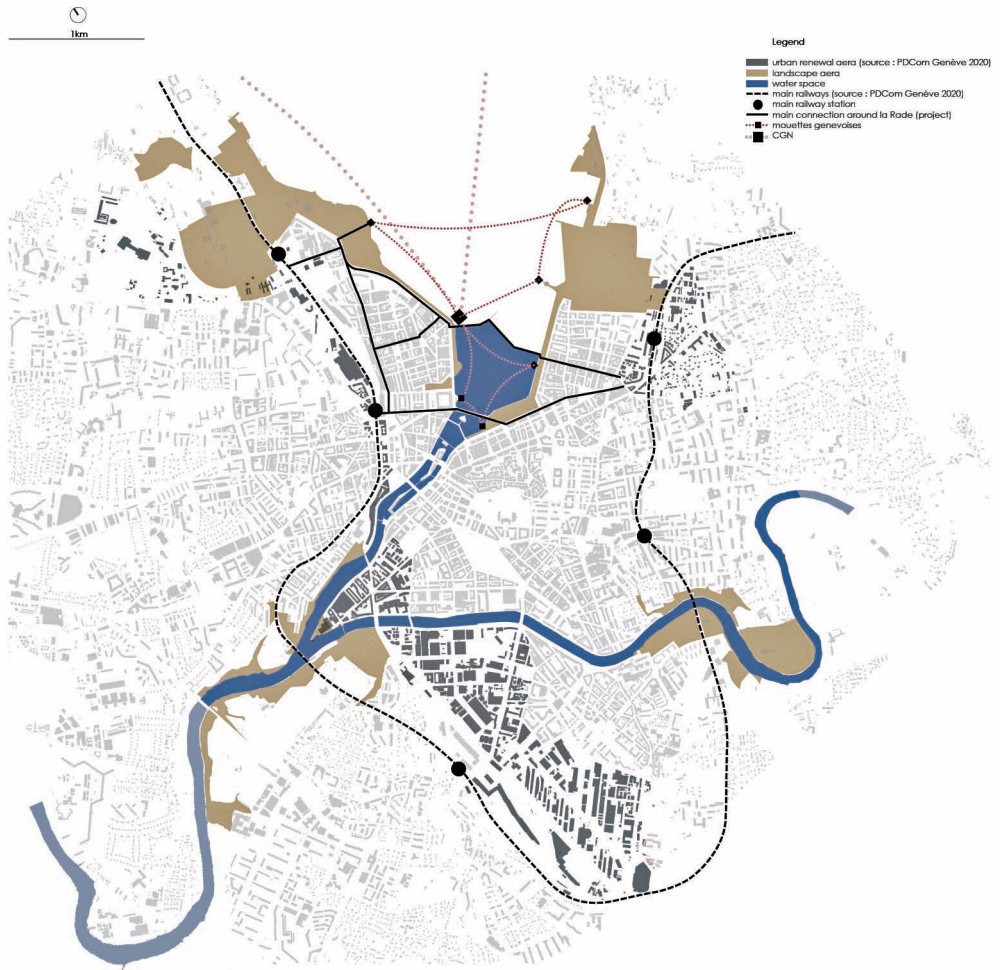 1km
Legend
urban renewal aera (source : PDCom Genève 2020)
landscape aera
water space
main railways (source : PDCom Genève 2020)
main railway station
main connection around la Rade (project)
mouettes genevoises
CGN